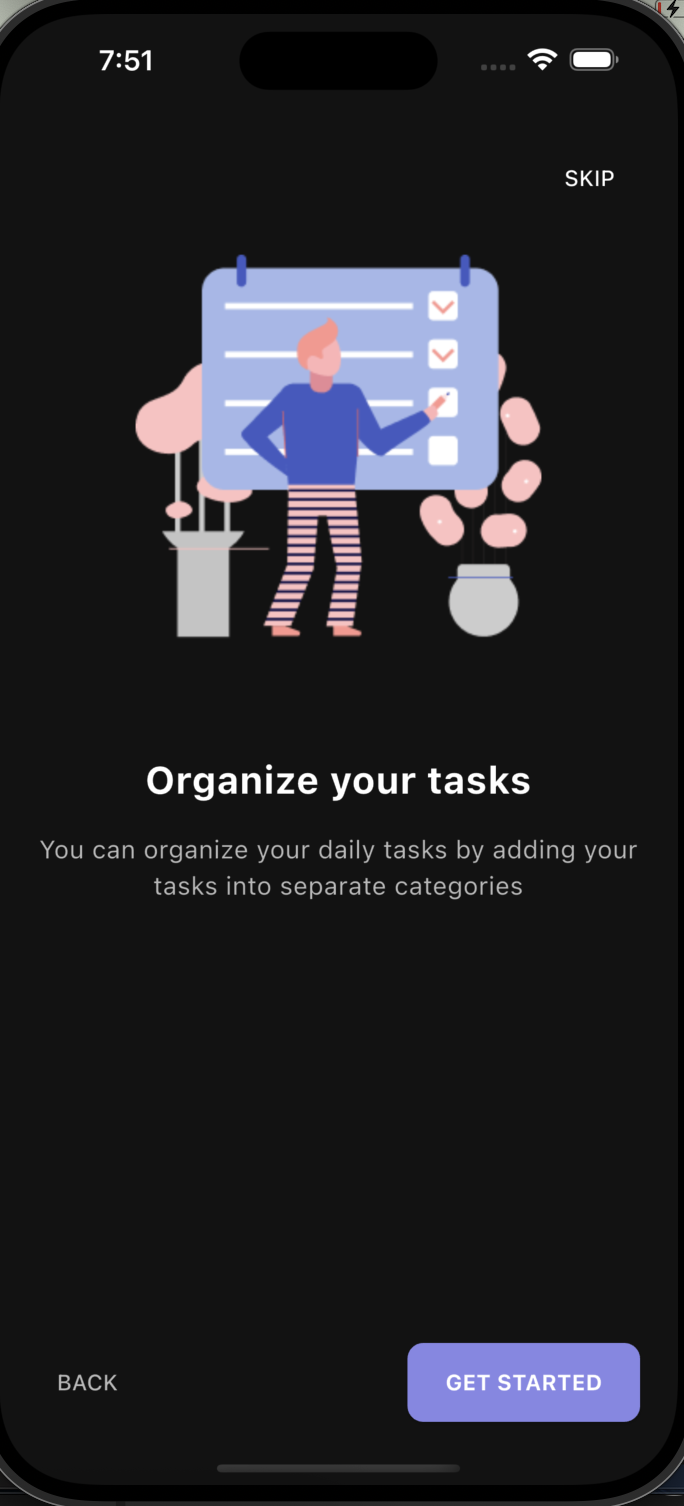 7:51
SKIP
Organize your tasks
You can organize your daily tasks by adding your
tasks into separate categories
BACK
GET STARTED